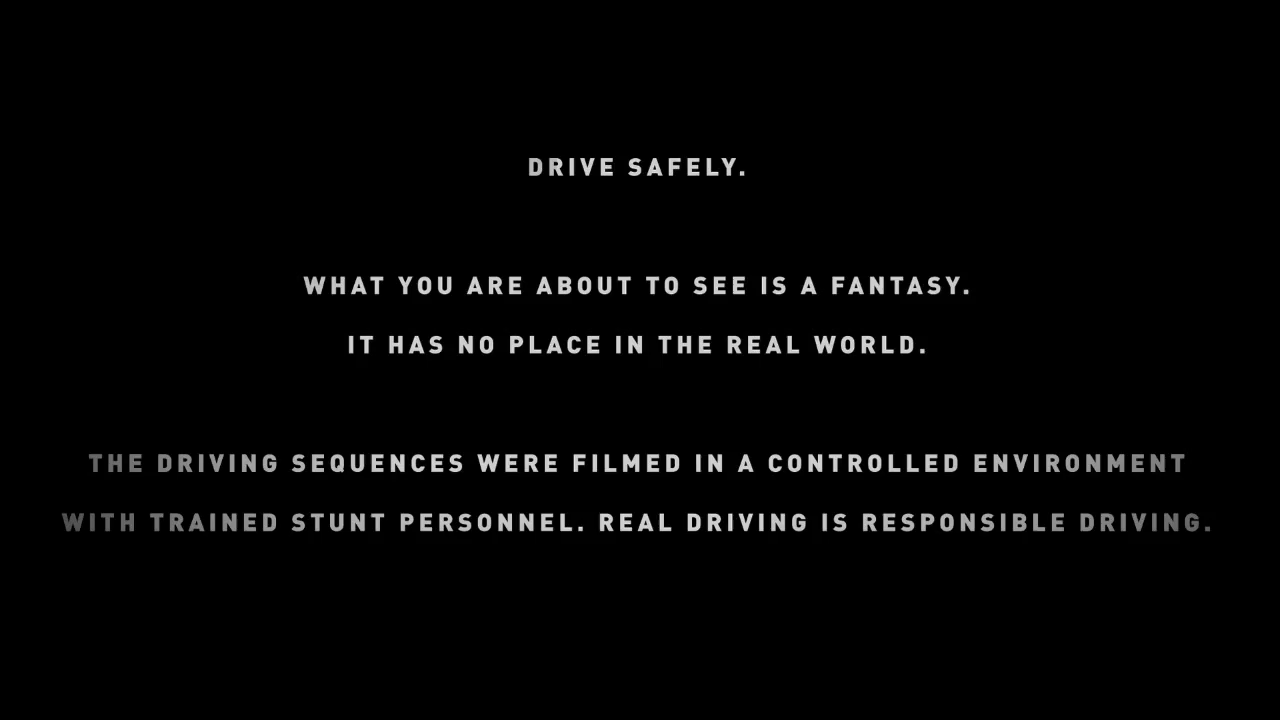 DRIVE SAFELY.
WHAT YOU ARE ABOUT TO SEE IS A FANTASY.
IT HAS NO PLACE IN THE REAL WORLD.
THE DRIVING SEQUENCES WERE FILMED IN A CONTROLLED ENVIRONMENT
WITH TRAINED STUNT PERSONNEL. REAL DRIVING IS RESPONSIBLE DRIVING.